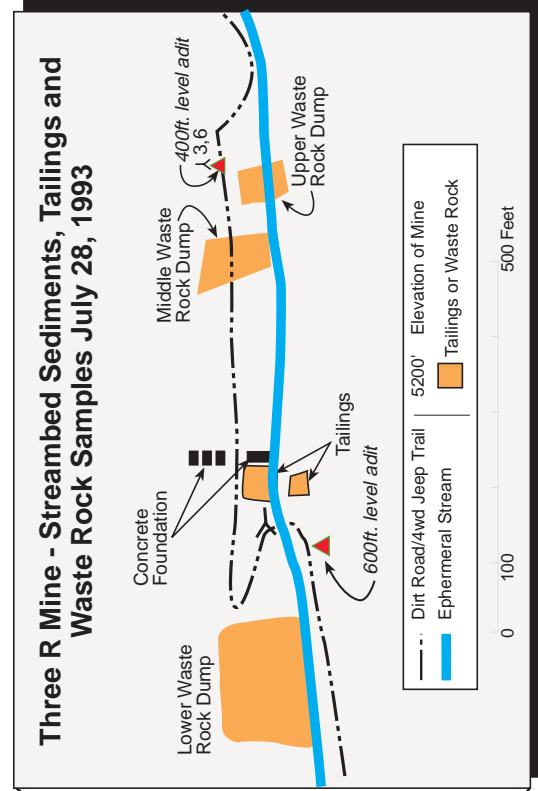 Three R Mine - Streambed Sediments, Tailings and
Waste Rock Samples July 28, 1993
Lower Waste
Rock Dump
Concrete
Foundation
Middle Waste
Rock Dump
400ft. level adit
Y 3,6
Upper Waste
Rock Dump
Tailings
600ft. level adit
Dirt Road/4wd Jeep Trail
5200' Elevation of Mine
Ephemeral Stream
Tailings or Waste Rock
0 100 500 Feet